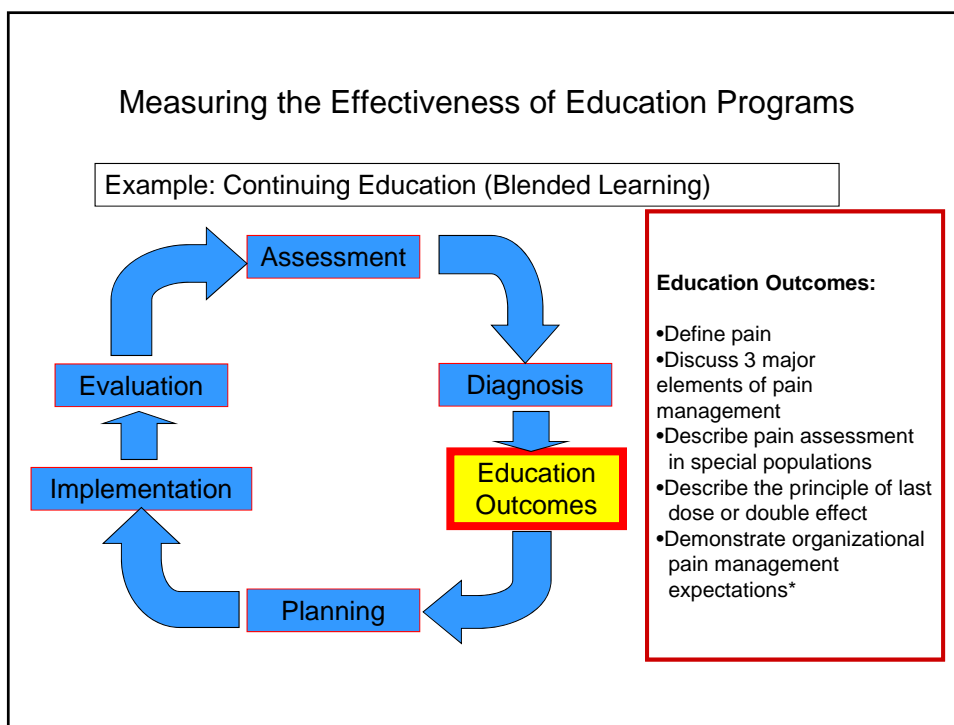 Measuring the Effectiveness of Education Programs
Example: Continuing Education (Blended Learning)
Assessment
Diagnosis
Education
Outcomes
Planning
Implementation
Evaluation
Education Outcomes:
•Define pain
•Discuss 3 major
elements of pain
management
•Describe pain assessment
in special populations
•Describe the principle of last
dose or double effect
•Demonstrate organizational
pain management
expectations*